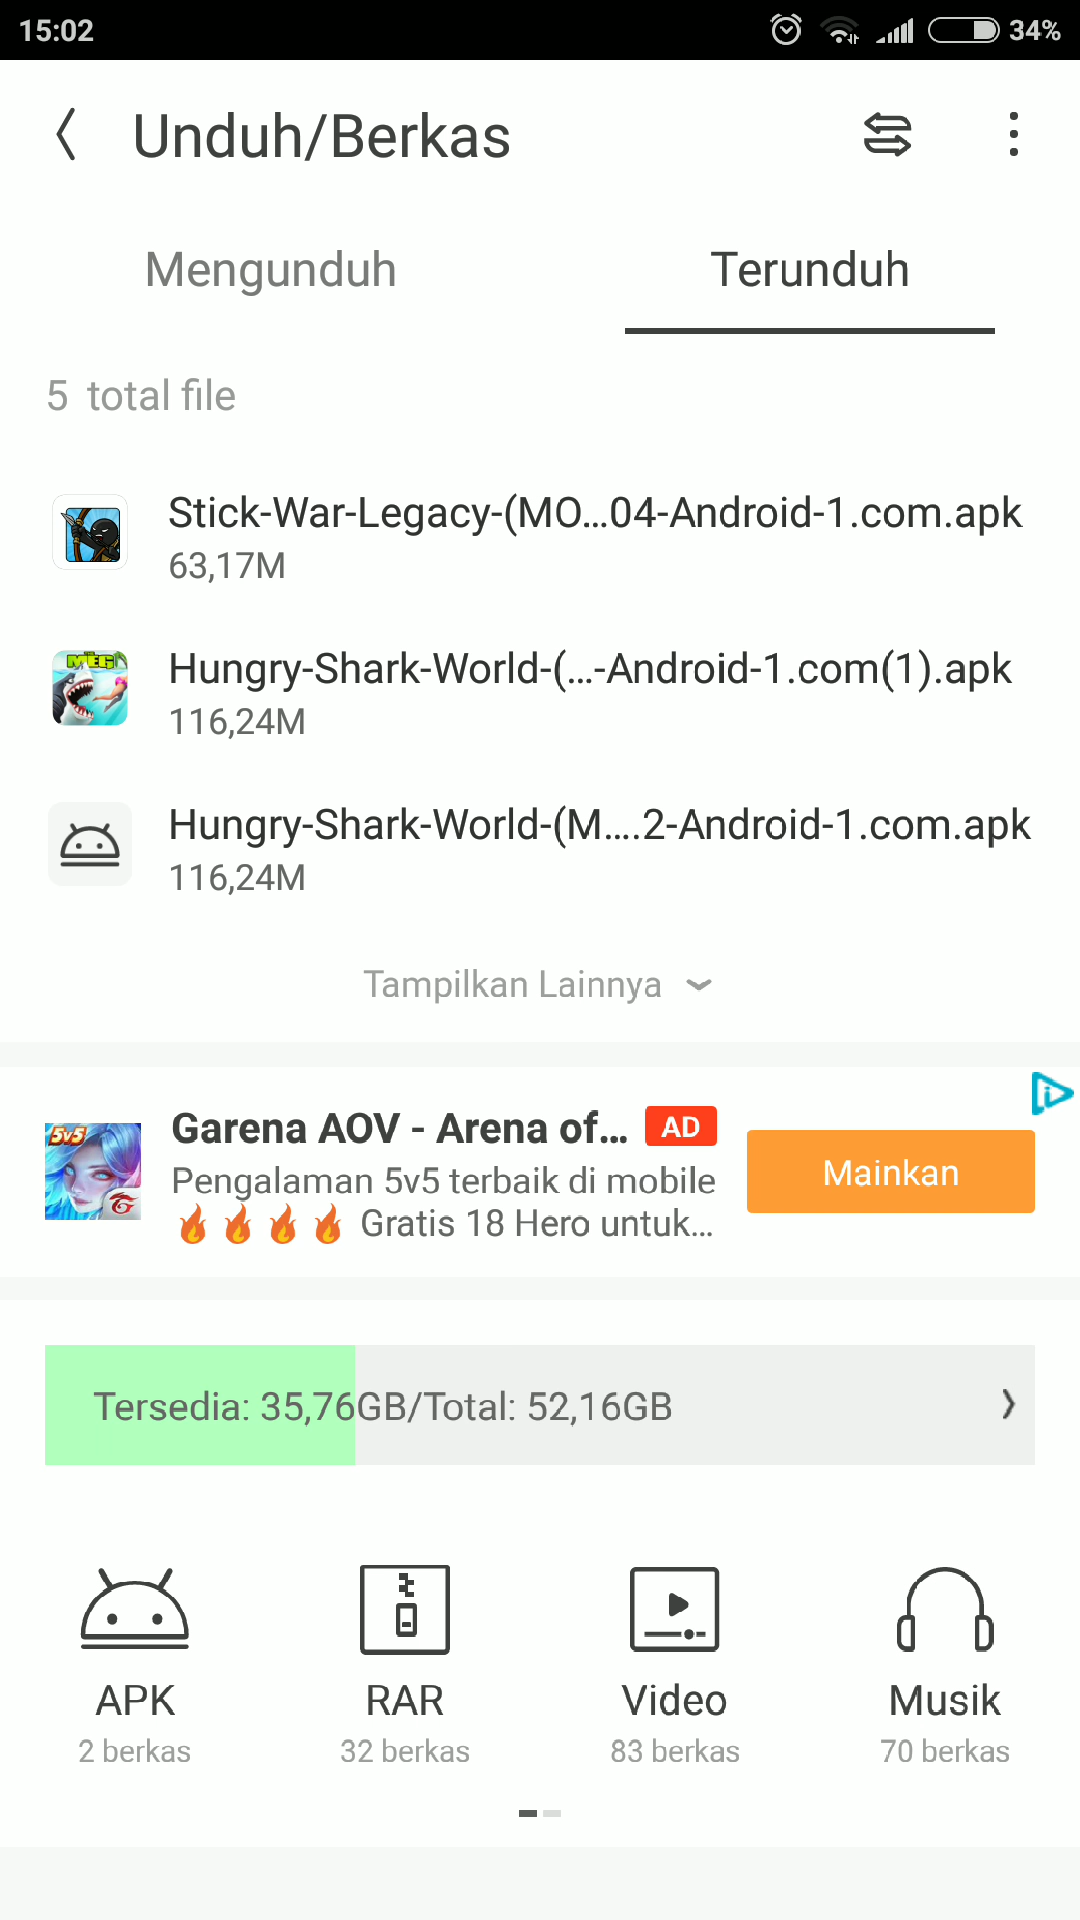 15:02
34%
Unduh/Berkas
Mengunduh
Terunduh
5 total file
Stick-War-Legacy-(MO...04-Android-1.com.apk
63,17M
MEG
Hungry-Shark-World-(...-Android-1.com(1).apk
116,24M
Hungry-Shark-World-(M....2-Android-1.com.apk
116,24M
Tampilkan Lainnya
5v5
Garena AOV - Arena of...
AD
Pengalaman 5v5 terbaik di mobile
🔥🔥🔥🔥 Gratis 18 Hero untuk...
Mainkan
Tersedia: 35,76GB/Total: 52,16GB
APK
RAR
Video
Musik
2 berkas
32 berkas
83 berkas
70 berkas